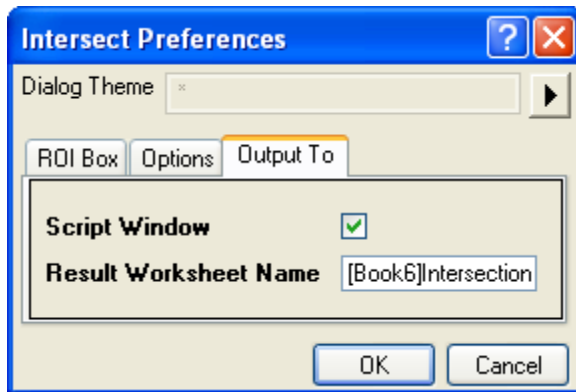 Intersect Preferences
Dialog Theme *
ROI Box Options Output To
Script Window
Result Worksheet Name [Book6]Intersection
OK Cancel